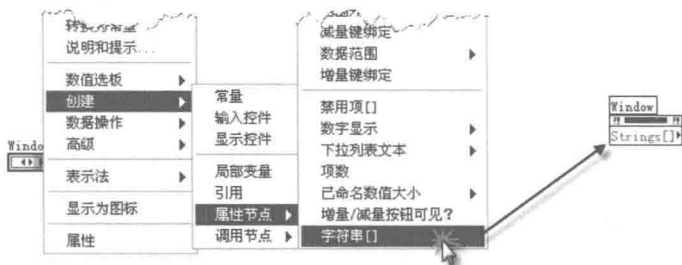 说明和提示...
数值选板
创建
数据操作
高级
表示法
显示为图标
属性
常量
输入控件
显示控件
局部变量
引用
属性节点
调用节点
减量键绑定
数据范围
增量键绑定
禁用项[]
数字显示
下拉列表文本
项数
已命名数值大小
增量/减量按钮可见?
字符串[]
Window
Strings[]